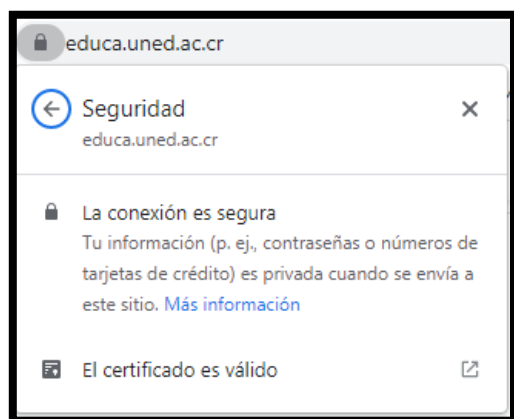 educa.uned.ac.cr
Seguridad
educa.uned.ac.cr
La conexión es segura
Tu información (p. ej., contraseñas o números de
tarjetas de crédito) es privada cuando se envía a
este sitio. Más información
El certificado es válido